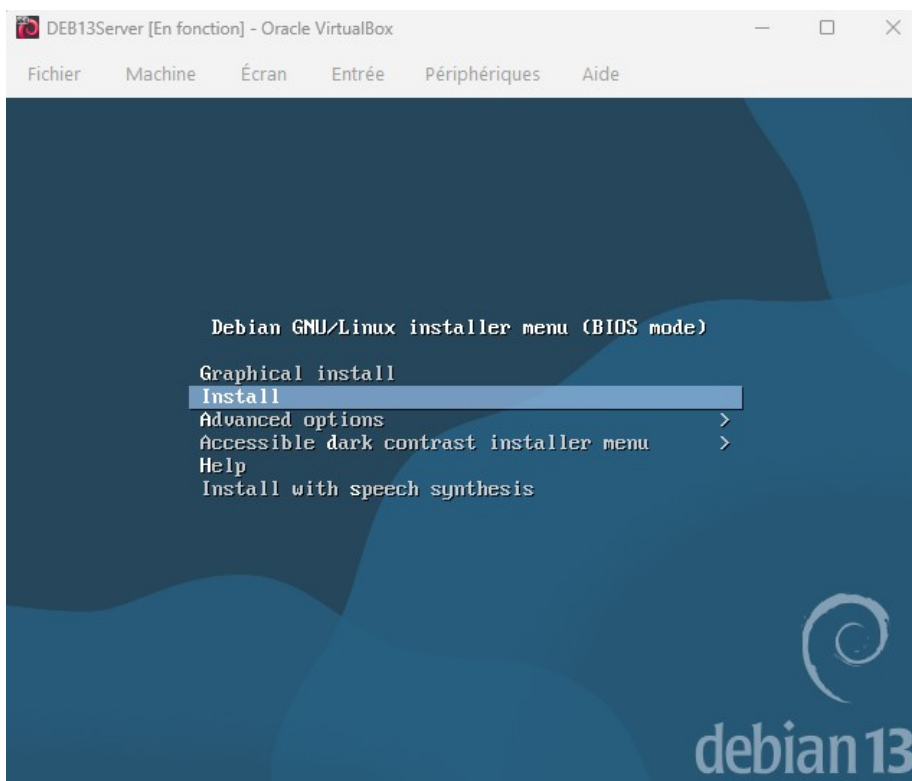 DEB13Server [En fonction] - Oracle VirtualBox
Fichier Machine Écran Entrée Périphériques Aide
Debian GNU/Linux installer menu (BIOS mode)
Graphical install
Install
Advanced options >
Accessible dark contrast installer menu >
Help
Install with speech synthesis
debian 13